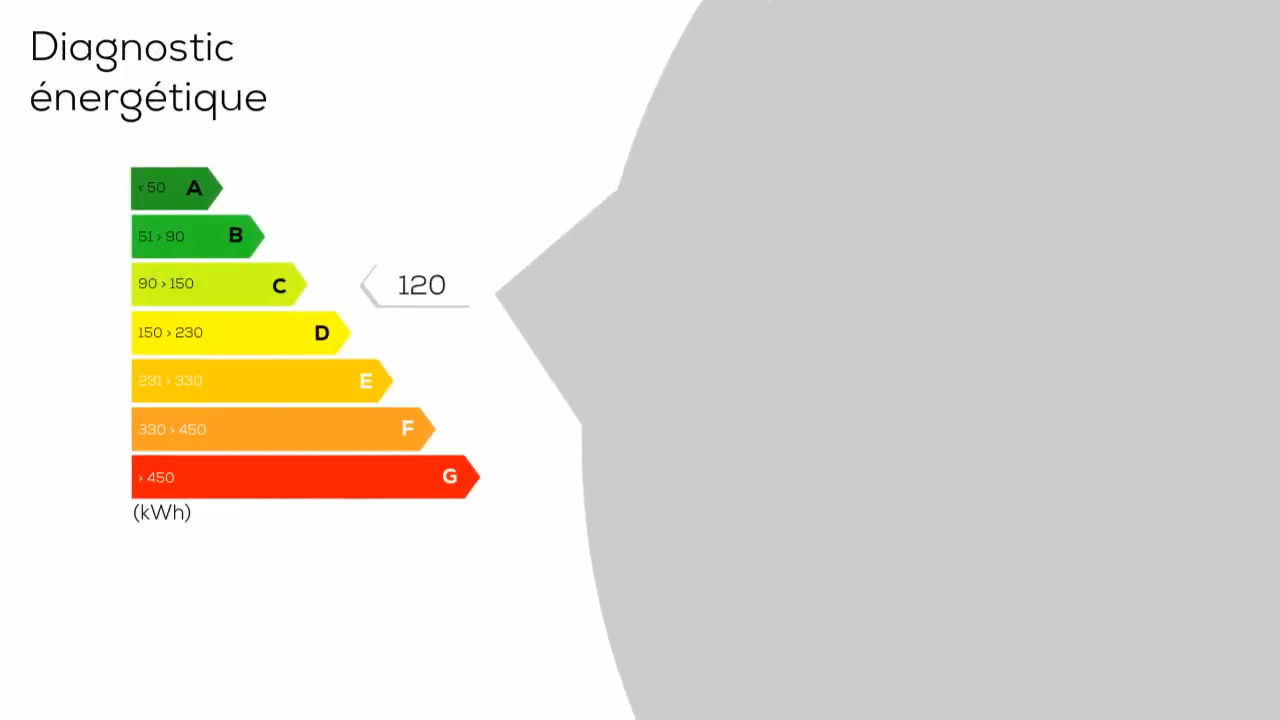 Diagnostic
énergétique
< 50 A
51 > 90 B
90 > 150 C
120
150 > 230 D
231 > 330 E
330 > 450 F
> 450 G
(kWh)